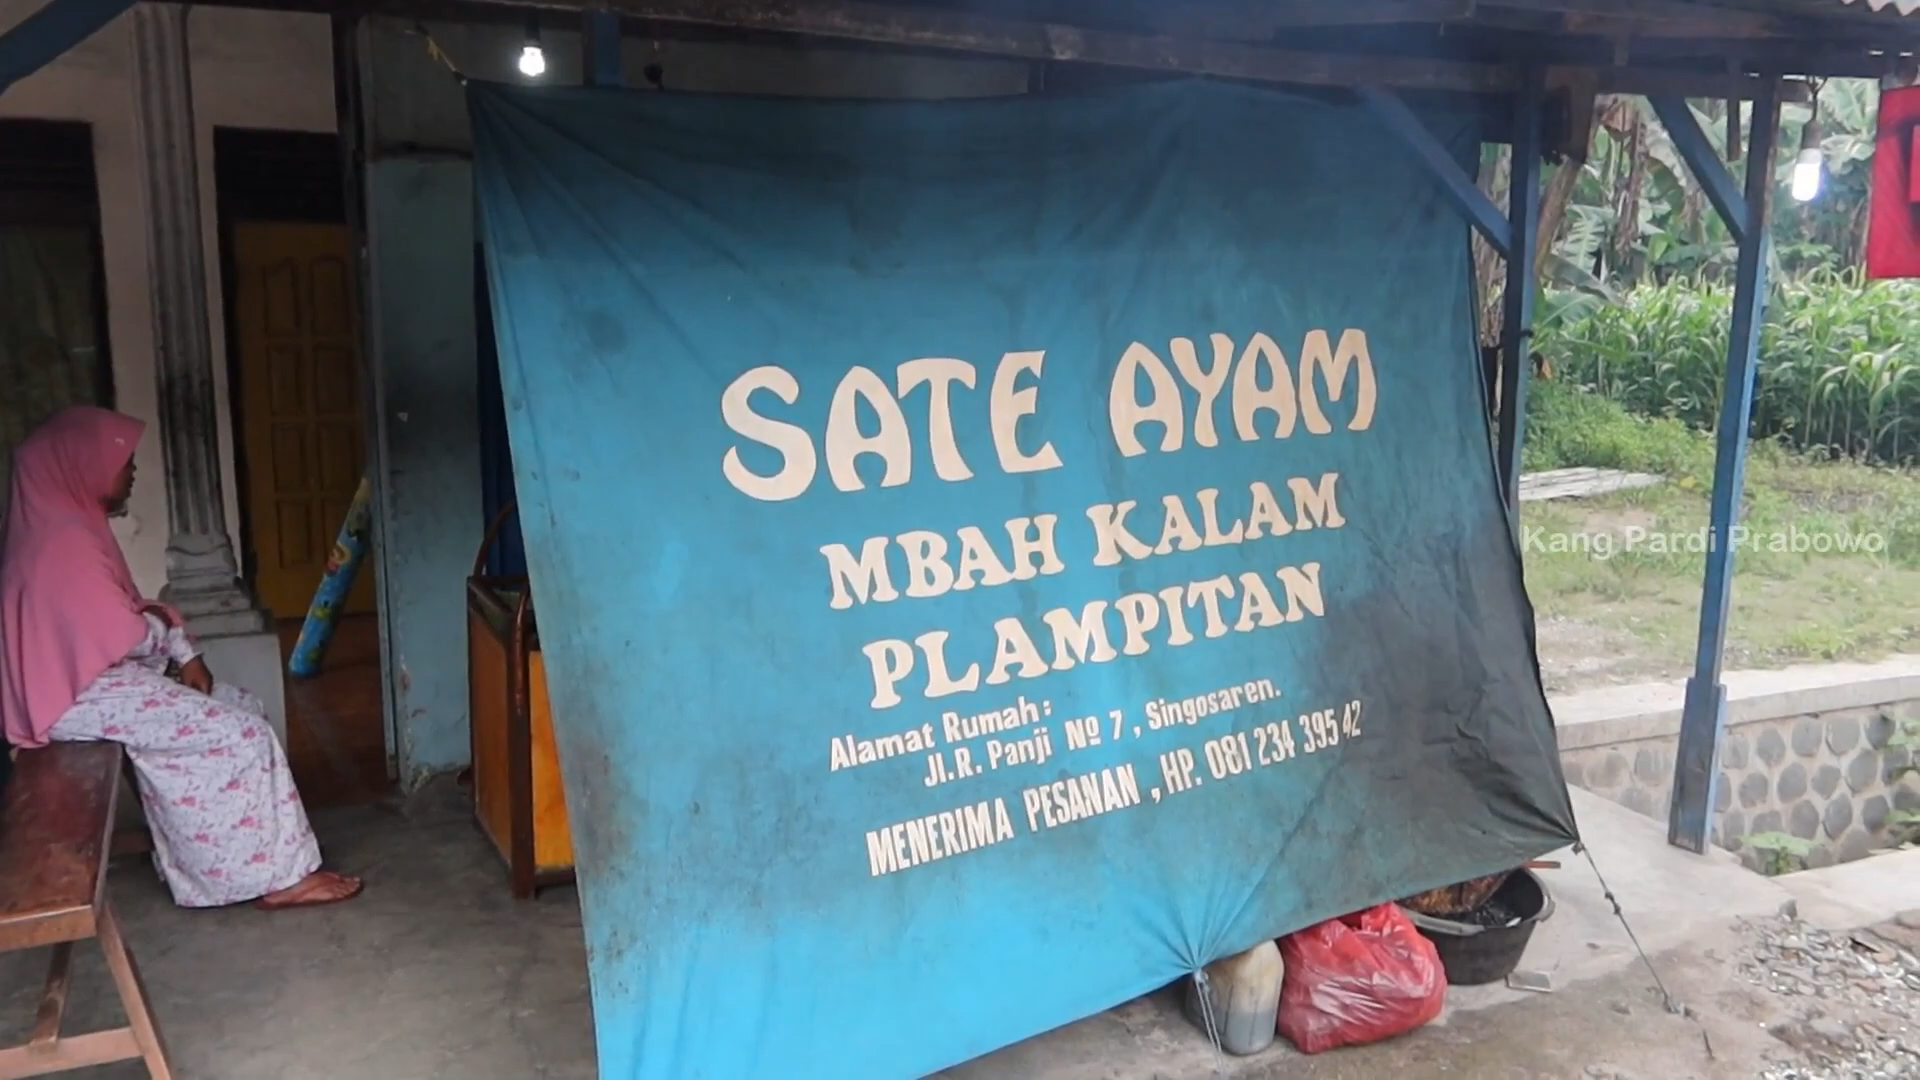 SATE AYAM
MBAH KALAM
PLAMPITAN
Alamat Rumah :
Jl.R. Panji No 7 , Singosaren.
MENERIMA PESANAN , HP. 081 234 395 42
Kang Pardi Prabowo